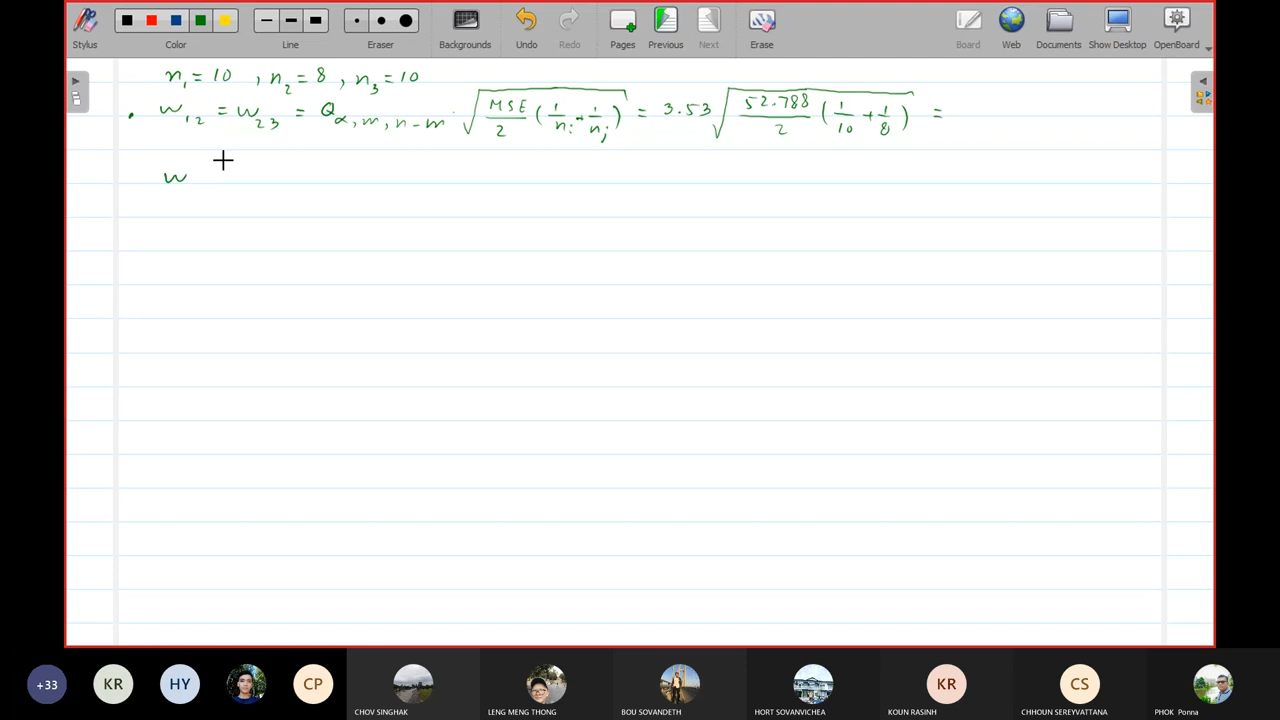 Stylus Color Line Eraser Backgrounds Undo Redo Pages Previous Next Erase Board Web Documents Show Desktop OpenBoard
n₁ = 10 , n₂ = 8 , n₃ = 10
• w₁₂ = w₂₃ = Q_{α, m, n-m} · √(MSE/2 (1/nᵢ + 1/nⱼ)) = 3.53 √(52.788/2 (1/10 + 1/8)) =
w
+33 KR HY CP KR CS
CHOV SINGHAK LENG MENG THONG BOU SOVANDETH HORT SOVANVICHEA KOUN RASINH CHHOUN SEREYVATTANA PHOK Ponna